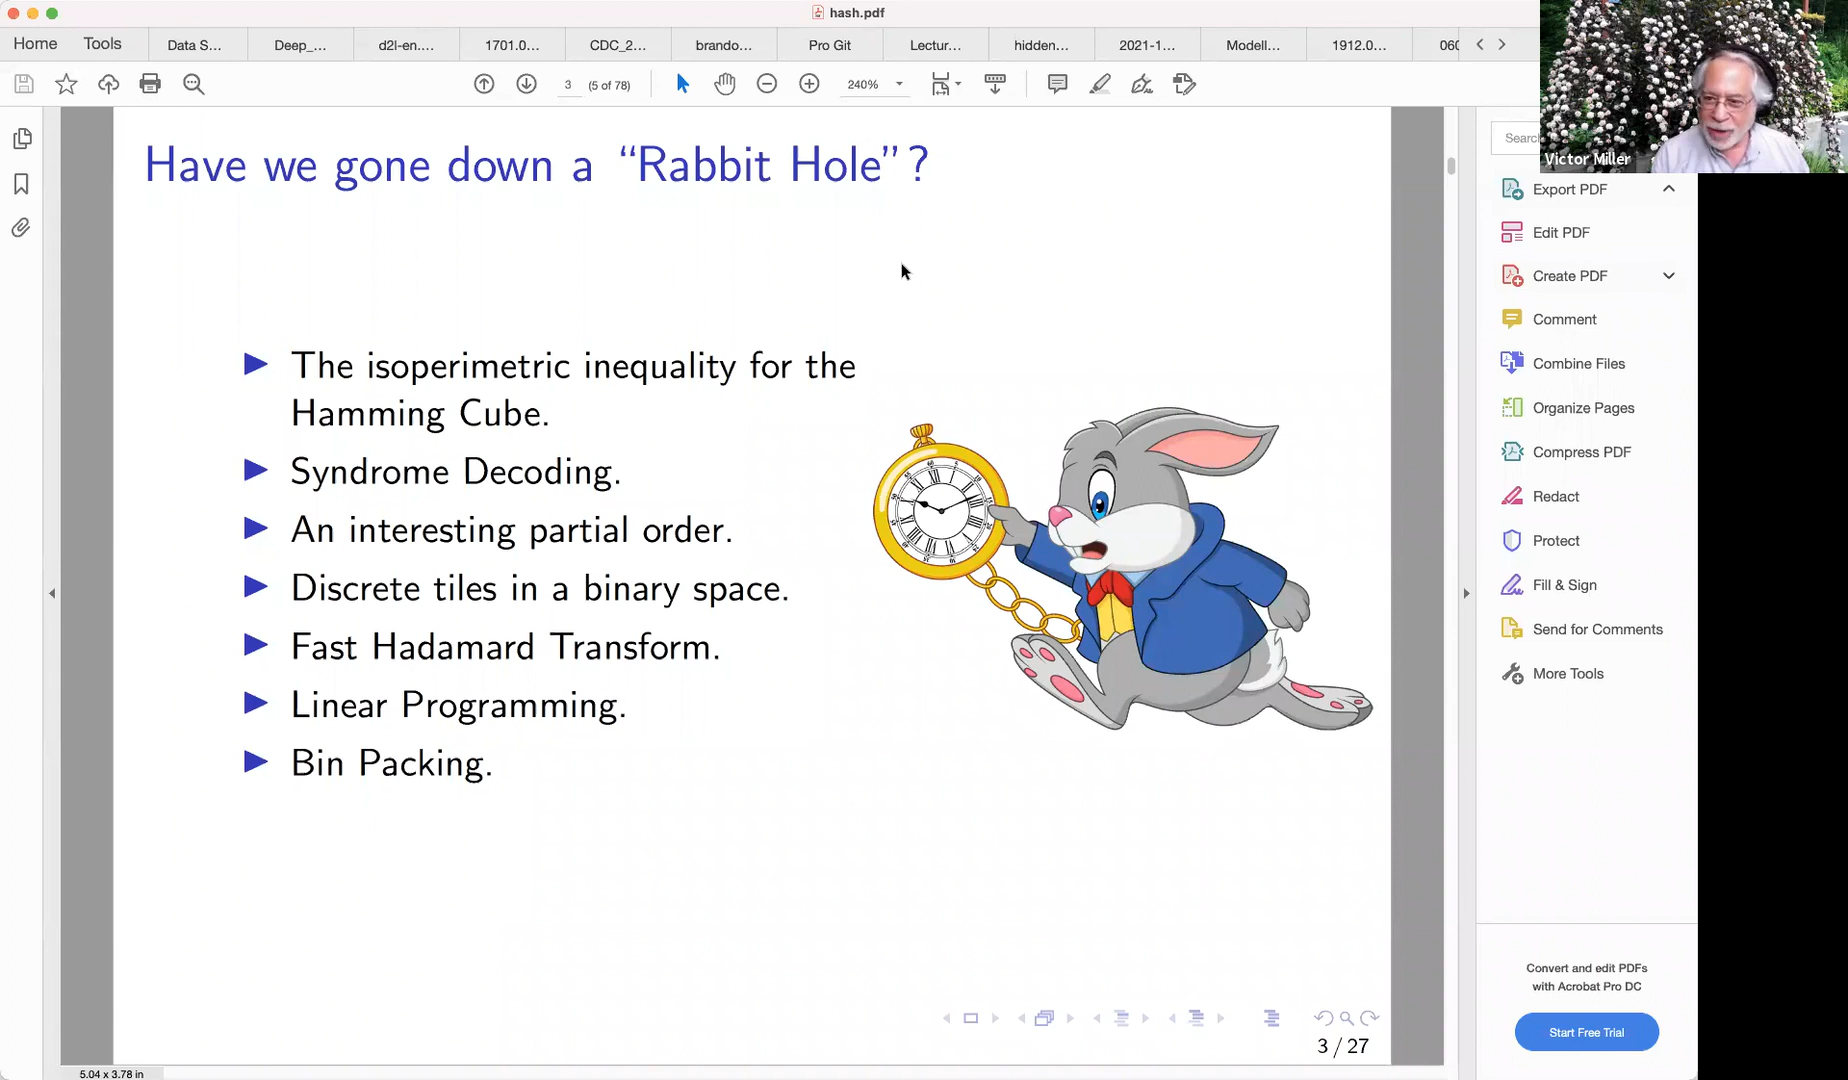 hash.pdf
Home Tools Data S... Deep_... d2l-en.... 1701.0... CDC_2... brando... Pro Git Lectur... hidden... 2021-1... Modell... 1912.0... 060
3 (5 of 78) 240%
Victor Miller
Have we gone down a “Rabbit Hole”?
The isoperimetric inequality for the
Hamming Cube.
Syndrome Decoding.
An interesting partial order.
Discrete tiles in a binary space.
Fast Hadamard Transform.
Linear Programming.
Bin Packing.
3 / 27
5.04 x 3.78 in
Searc
Export PDF
Edit PDF
Create PDF
Comment
Combine Files
Organize Pages
Compress PDF
Redact
Protect
Fill & Sign
Send for Comments
More Tools
Convert and edit PDFs
with Acrobat Pro DC
Start Free Trial